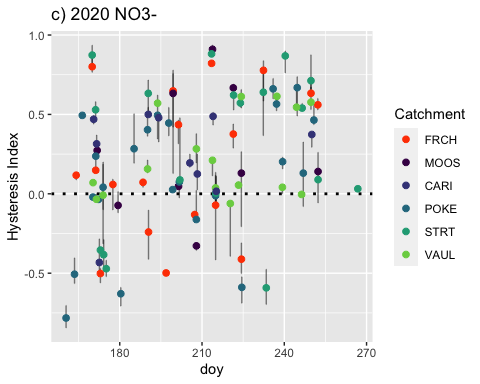 c) 2020 NO3-
Hysteresis Index
1.0
0.5
0.0
-0.5
180
210
240
270
doy
Catchment
FRCH
MOOS
CARI
POKE
STRT
VAUL